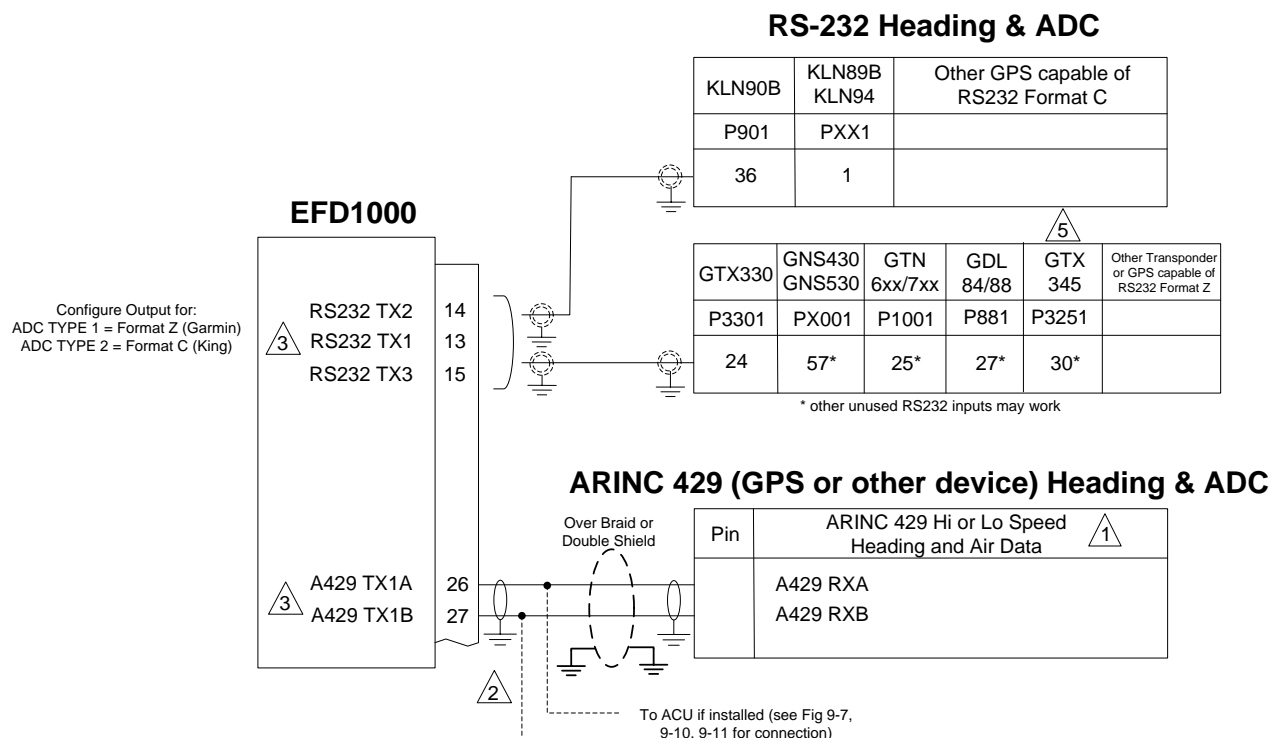 RS-232 Heading & ADC
KLN90B
KLN89B
KLN94
Other GPS capable of
RS232 Format C
P901
PXX1
36
1
5
EFD1000
GTX330
GNS430
GNS530
GTN
6xx/7xx
GDL
84/88
GTX
345
Other Transponder
or GPS capable of
RS232 Format Z
P3301
PX001
P1001
P881
P3251
24
57*
25*
27*
30*
* other unused RS232 inputs may work
Configure Output for:
ADC TYPE 1 = Format Z (Garmin)
ADC TYPE 2 = Format C (King)
3
RS232 TX2
14
RS232 TX1
13
RS232 TX3
15
ARINC 429 (GPS or other device) Heading & ADC
Over Braid or
Double Shield
Pin
ARINC 429 Hi or Lo Speed
Heading and Air Data
1
3
A429 TX1A
26
A429 TX1B
27
A429 RXA
A429 RXB
2
To ACU if installed (see Fig 9-7,
9-10, 9-11 for connection)